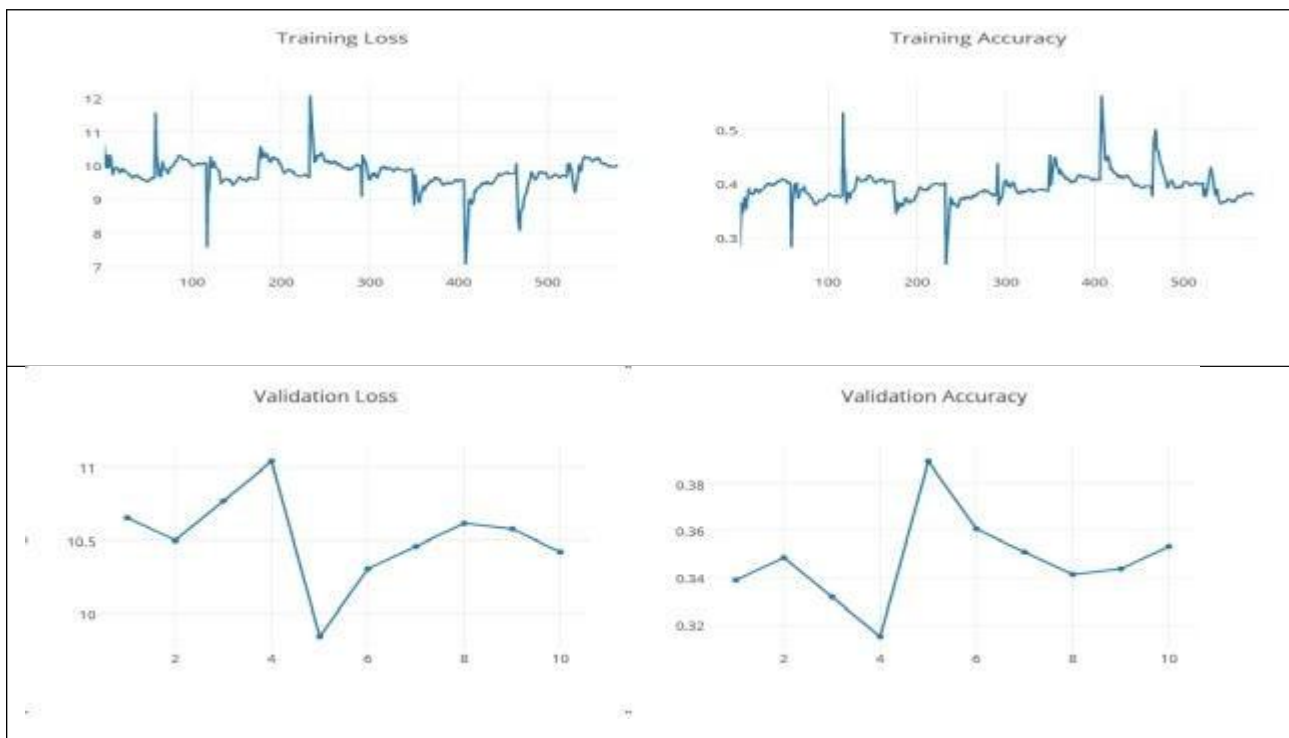 Training Loss
12
11
10
9
8
7
100 200 300 400 500
Training Accuracy
0.5
0.4
0.3
100 200 300 400 500
Validation Loss
11
10.5
10
2 4 6 8 10
Validation Accuracy
0.38
0.36
0.34
0.32
2 4 6 8 10